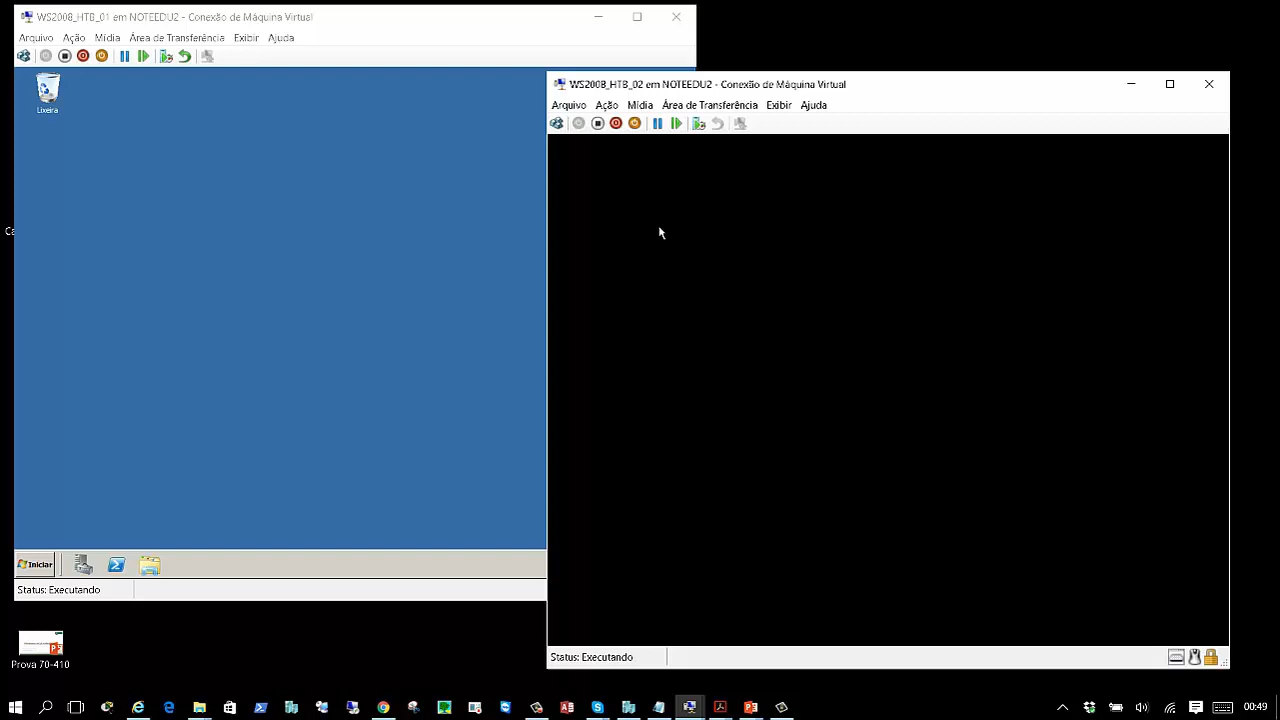 WS2008_HTB_01 em NOTEEDU2 - Conexão de Máquina Virtual
Arquivo Ação Mídia Área de Transferência Exibir Ajuda
Lixeira
WS2008_HTB_02 em NOTEEDU2 - Conexão de Máquina Virtual
Arquivo Ação Mídia Área de Transferência Exibir Ajuda
Iniciar
Status: Executando
Status: Executando
Prova 70-410
00:49